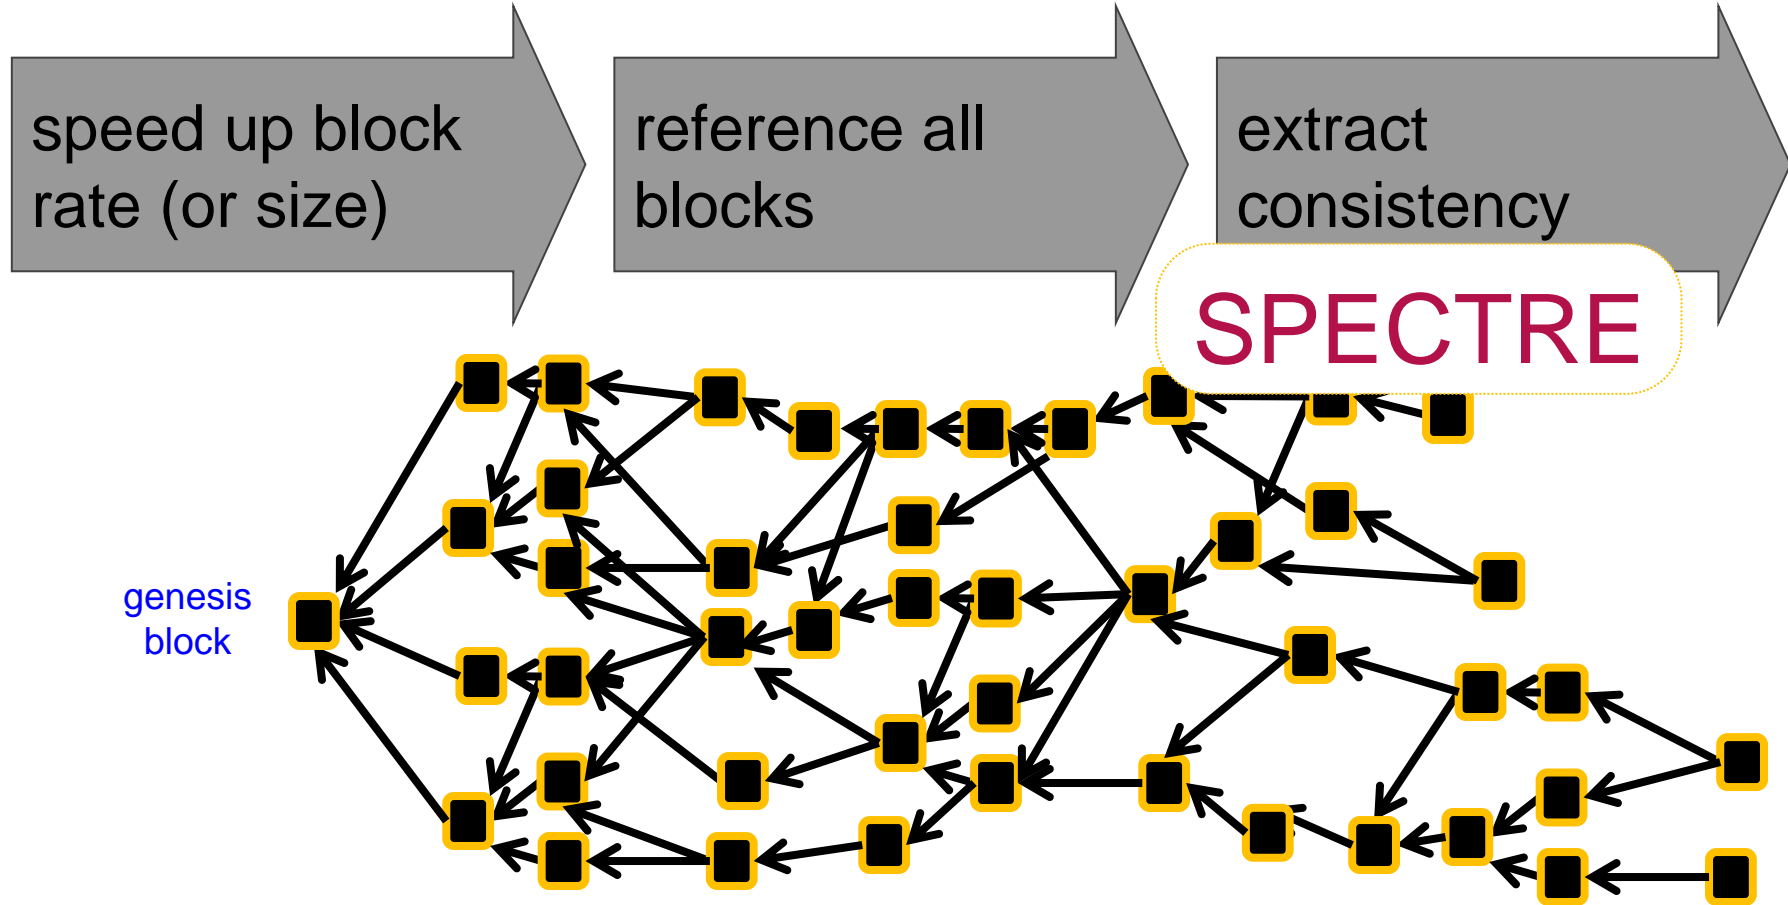 speed up block
rate (or size)
reference all
blocks
extract
consistency
SPECTRE
genesis
block